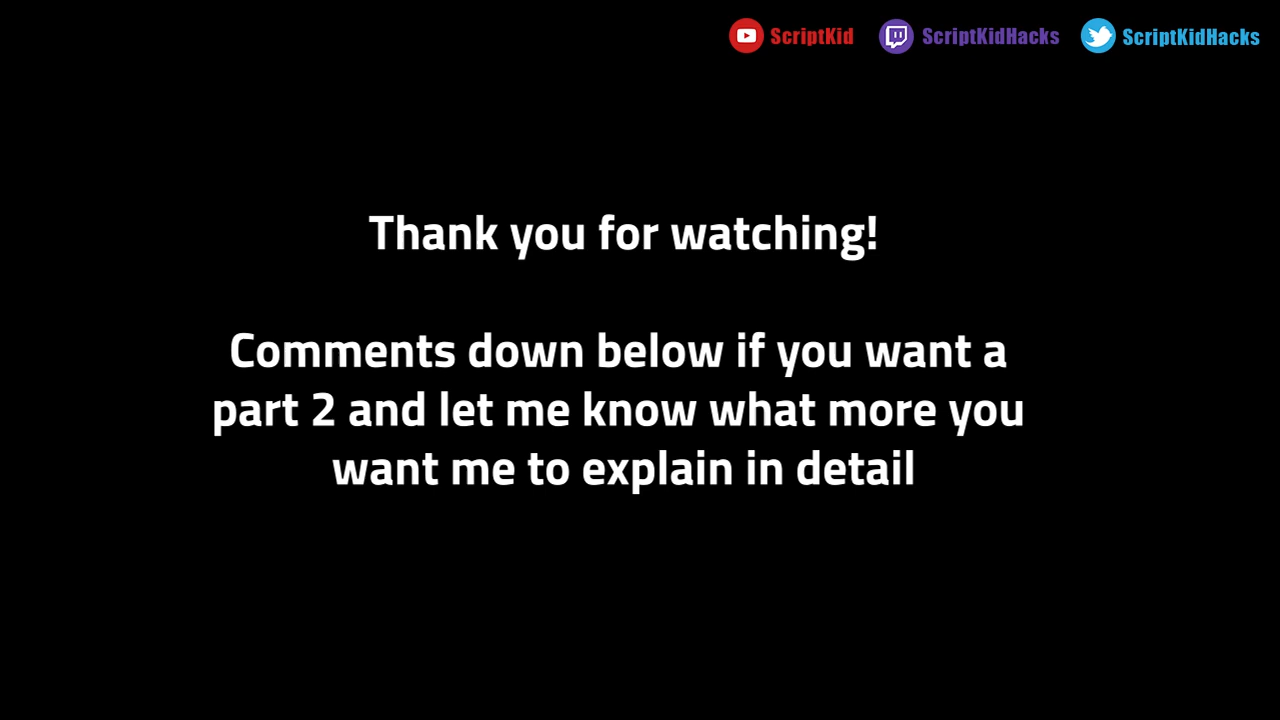 ScriptKid ScriptKidHacks ScriptKidHacks
Thank you for watching!
Comments down below if you want a
part 2 and let me know what more you
want me to explain in detail